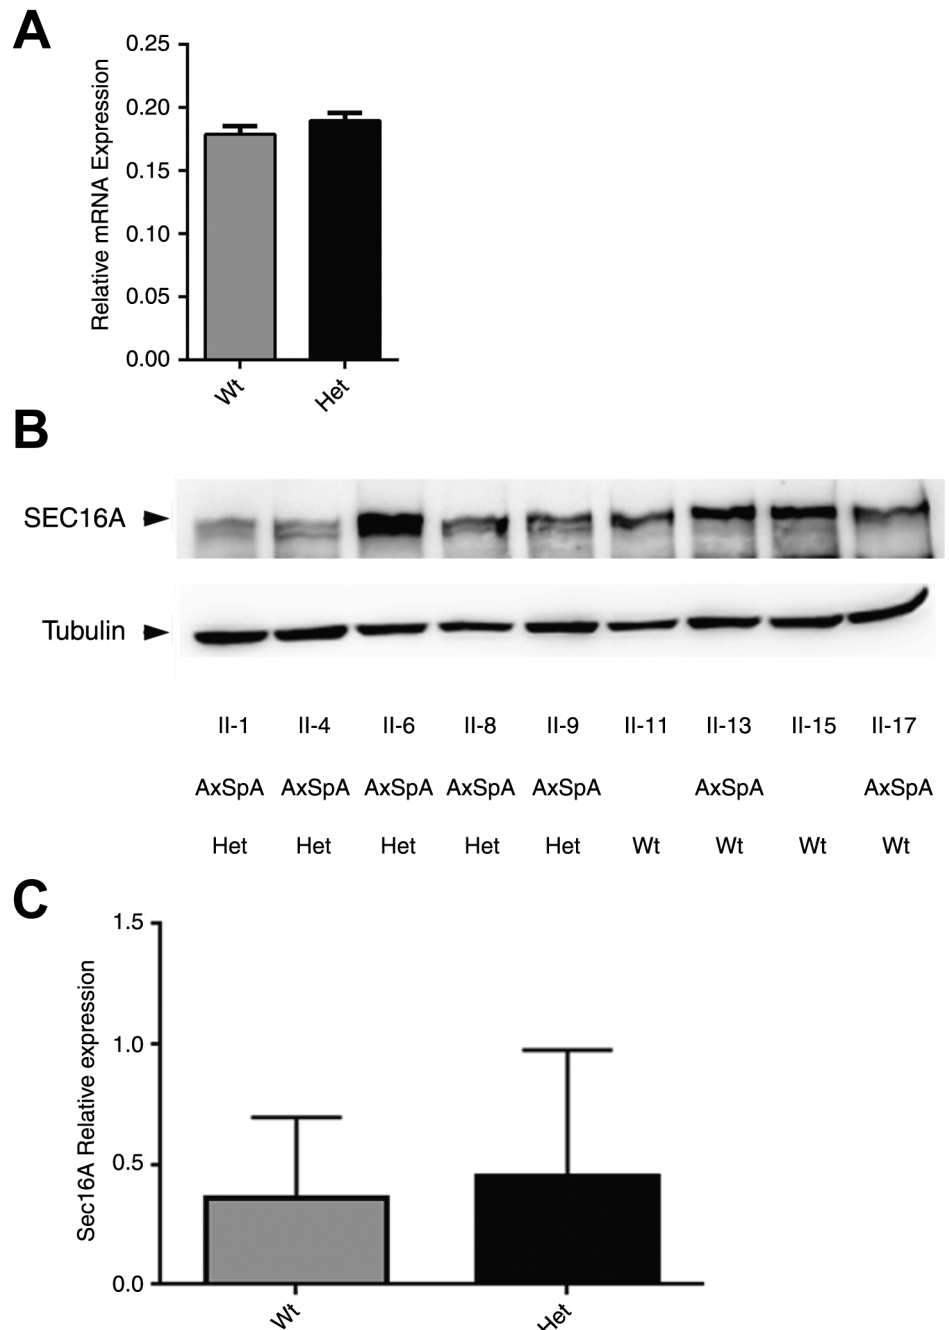 A
Relative mRNA Expression
0.25
0.20
0.15
0.10
0.05
0.00
Wt Het
B
SEC16A
Tubulin
II-1 II-4 II-6 II-8 II-9 II-11 II-13 II-15 II-17
AxSpA AxSpA AxSpA AxSpA AxSpA AxSpA AxSpA
Het Het Het Het Het Wt Wt Wt Wt
C
Sec16A Relative expression
1.5
1.0
0.5
0.0
Wt Het